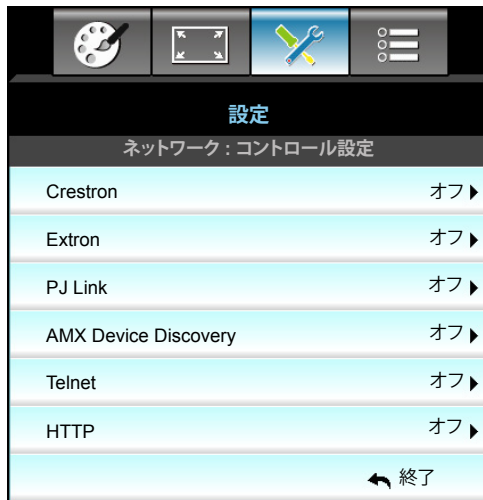 設定
ネットワーク : コントロール設定
Crestron オフ
Extron オフ
PJ Link オフ
AMX Device Discovery オフ
Telnet オフ
HTTP オフ
終了